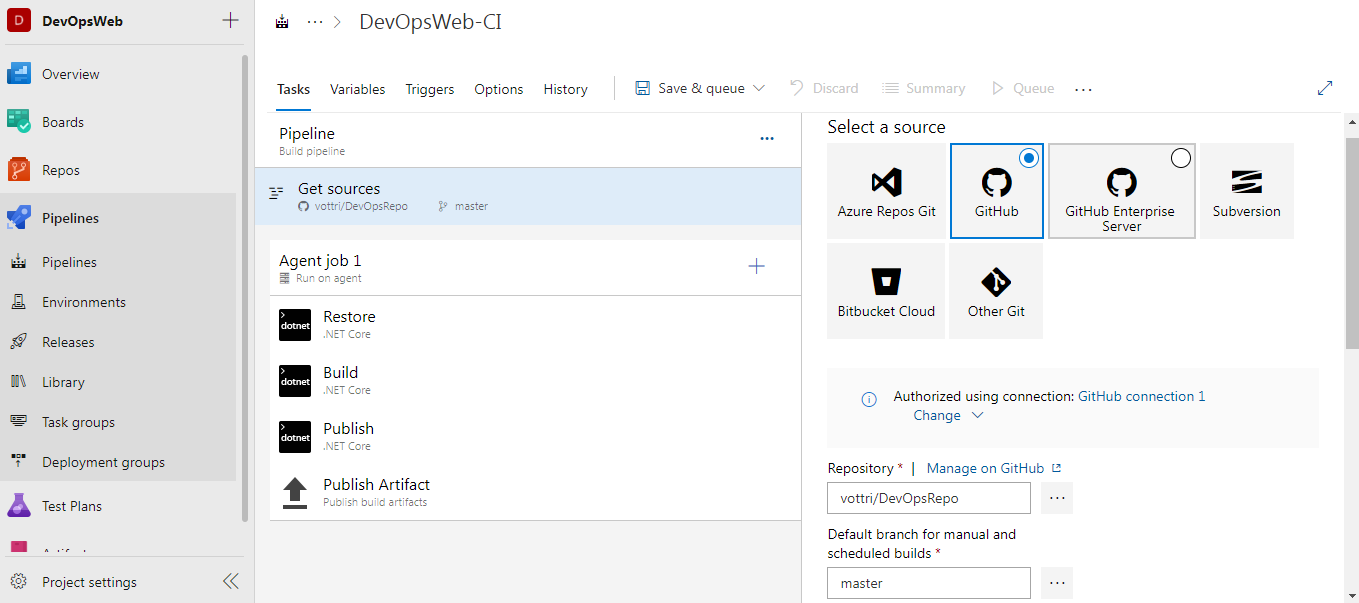 D DevOpsWeb
Overview
Boards
Repos
Pipelines
Pipelines
Environments
Releases
Library
Task groups
Deployment groups
Test Plans
Project settings
··· > DevOpsWeb-CI
Tasks Variables Triggers Options History Save & queue Discard Summary Queue ···
Pipeline
Build pipeline
Get sources
vottri/DevOpsRepo master
Agent job 1
Run on agent
dotnet Restore
.NET Core
dotnet Build
.NET Core
dotnet Publish
.NET Core
Publish Artifact
Publish build artifacts
Select a source
Azure Repos Git
GitHub
GitHub Enterprise
Server
Subversion
Bitbucket Cloud
Other Git
Authorized using connection: GitHub connection 1
Change
Repository * | Manage on GitHub
vottri/DevOpsRepo
Default branch for manual and
scheduled builds *
master